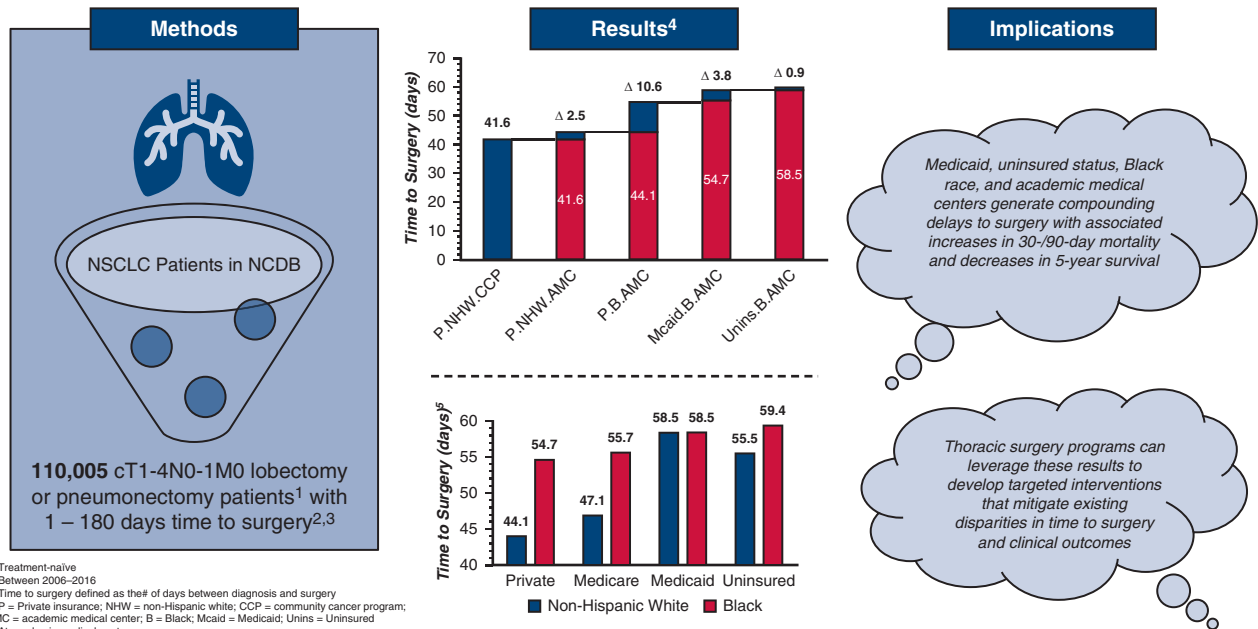 Methods
NSCLC Patients in NCDB
110,005 cT1-4N0-1M0 lobectomy
or pneumonectomy patients1 with
1 – 180 days time to surgery2,3
Treatment-naïve
Between 2006–2016
Time to surgery defined as the# of days between diagnosis and surgery
P = Private insurance; NHW = non-Hispanic white; CCP = community cancer program;
MC = academic medical center; B = Black; Mcaid = Medicaid; Unins = Uninsured
Results4
Time to Surgery (days)
70
60
50
40
30
20
10
0
41.6
Δ 2.5
Δ 10.6
Δ 3.8
Δ 0.9
41.6
44.1
54.7
58.5
P.NHW.CCP
P.NHW.AMC
P.B.AMC
Mcaid.B.AMC
Unins.B.AMC
Time to Surgery (days)5
60
55
50
45
40
44.1
54.7
47.1
55.7
58.5
58.5
55.5
59.4
Private
Medicare
Medicaid
Uninsured
Non-Hispanic White
Black
Implications
Medicaid, uninsured status, Black
race, and academic medical
centers generate compounding
delays to surgery with associated
increases in 30-/90-day mortality
and decreases in 5-year survival
Thoracic surgery programs can
leverage these results to
develop targeted interventions
that mitigate existing
disparities in time to surgery
and clinical outcomes